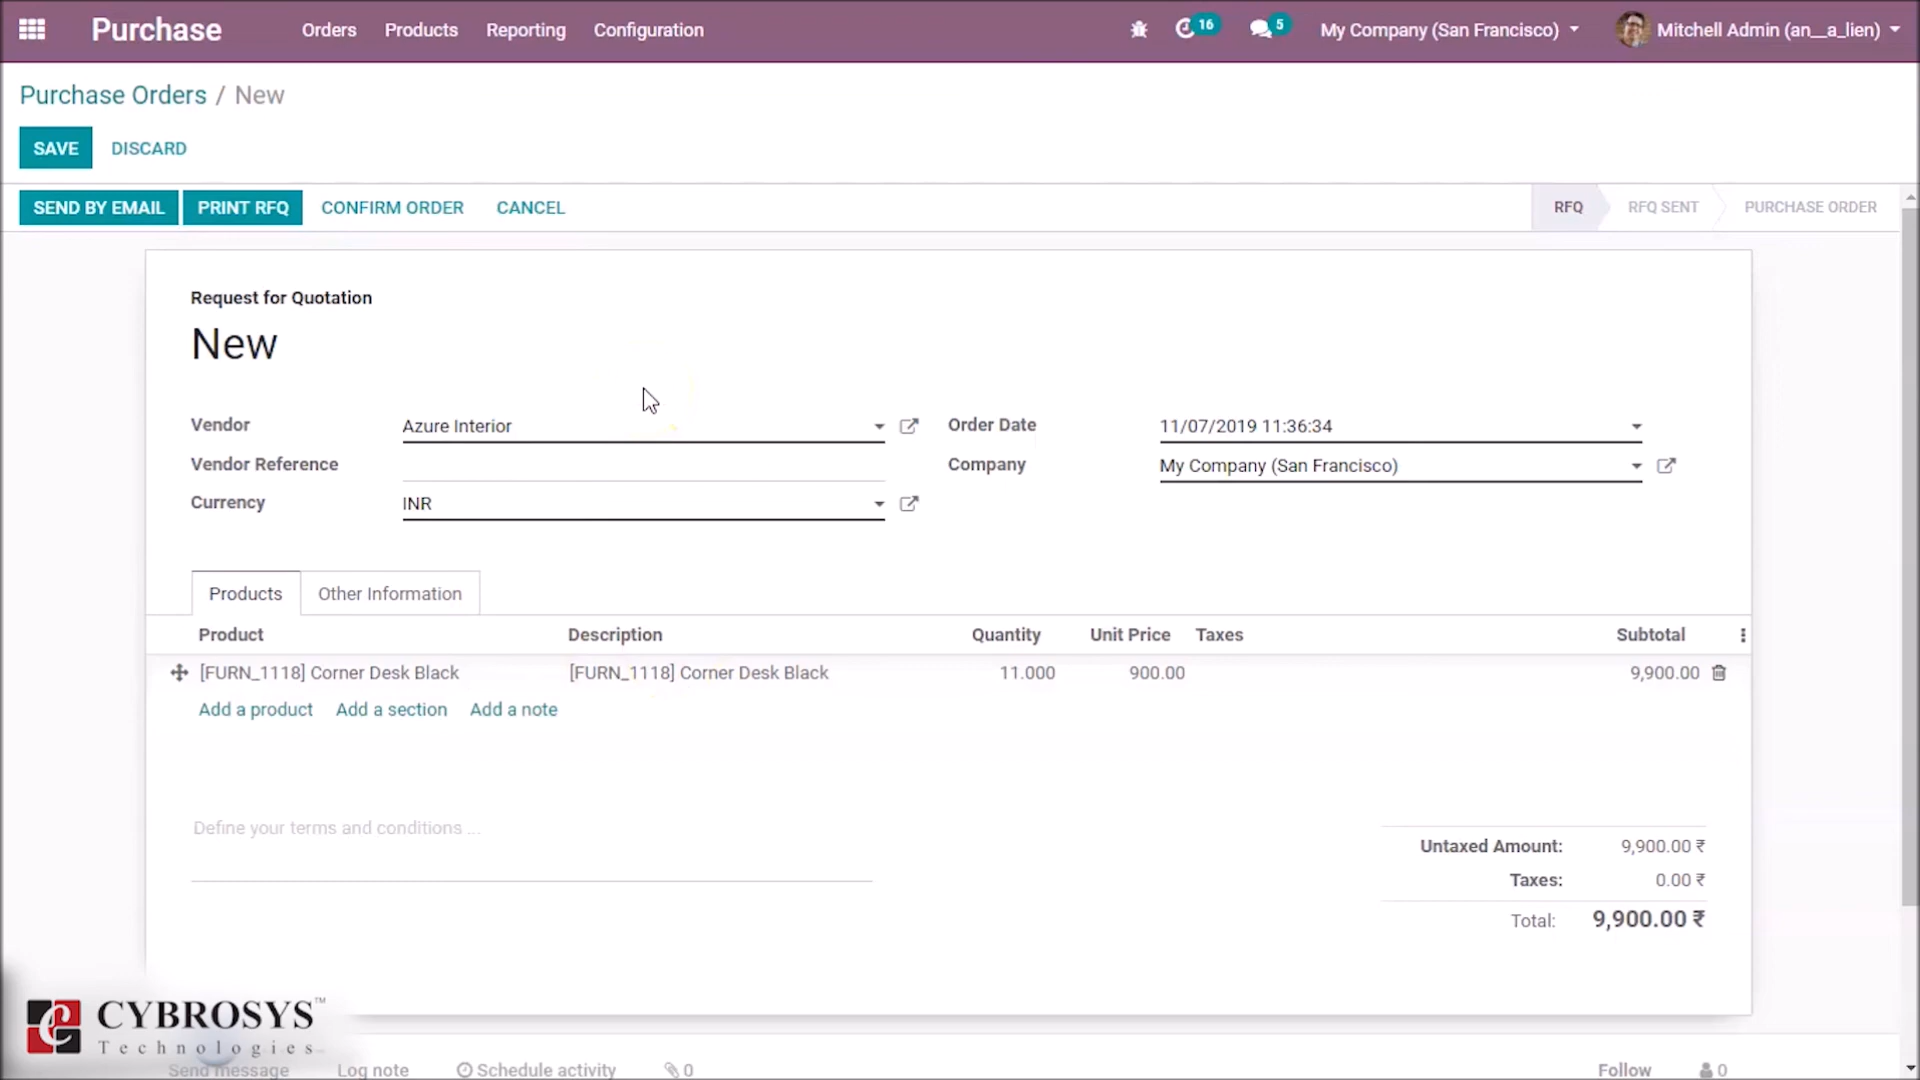 Purchase Orders Products Reporting Configuration 16 5 My Company (San Francisco) Mitchell Admin (an__a_lien)
Purchase Orders / New
SAVE DISCARD
SEND BY EMAIL PRINT RFQ CONFIRM ORDER CANCEL RFQ RFQ SENT PURCHASE ORDER
Request for Quotation
New
Vendor Azure Interior Order Date 11/07/2019 11:36:34
Vendor Reference Company My Company (San Francisco)
Currency INR
Products Other Information
Product Description Quantity Unit Price Taxes Subtotal
[FURN_1118] Corner Desk Black [FURN_1118] Corner Desk Black 11.000 900.00 9,900.00
Add a product Add a section Add a note
Define your terms and conditions ...
Untaxed Amount: 9,900.00 ₹
Taxes: 0.00 ₹
Total: 9,900.00 ₹
CYBROSYS™
Technologies
Send message Log note Schedule activity 0 Follow 0